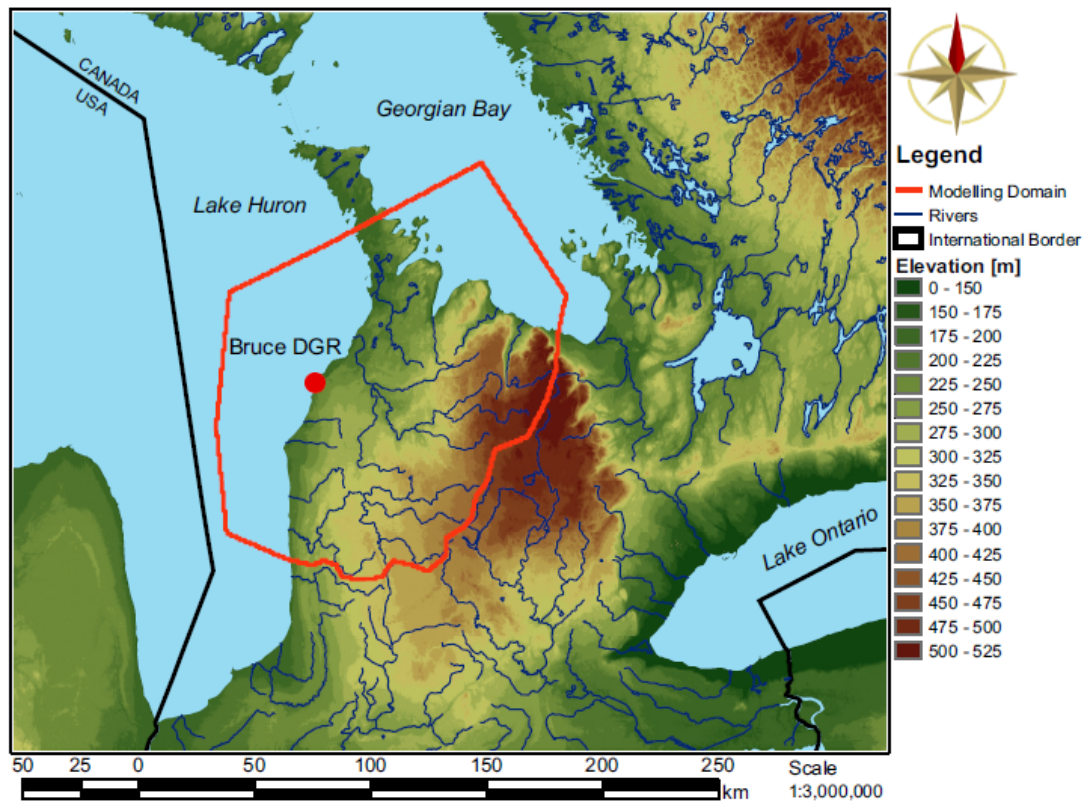 CANADA
USA
Georgian Bay
Lake Huron
Bruce DGR
Lake Ontario
Legend
Modelling Domain
Rivers
International Border
Elevation [m]
0 - 150
150 - 175
175 - 200
200 - 225
225 - 250
250 - 275
275 - 300
300 - 325
325 - 350
350 - 375
375 - 400
400 - 425
425 - 450
450 - 475
475 - 500
500 - 525
50 25 0 50 100 150 200 250
km
Scale
1:3,000,000